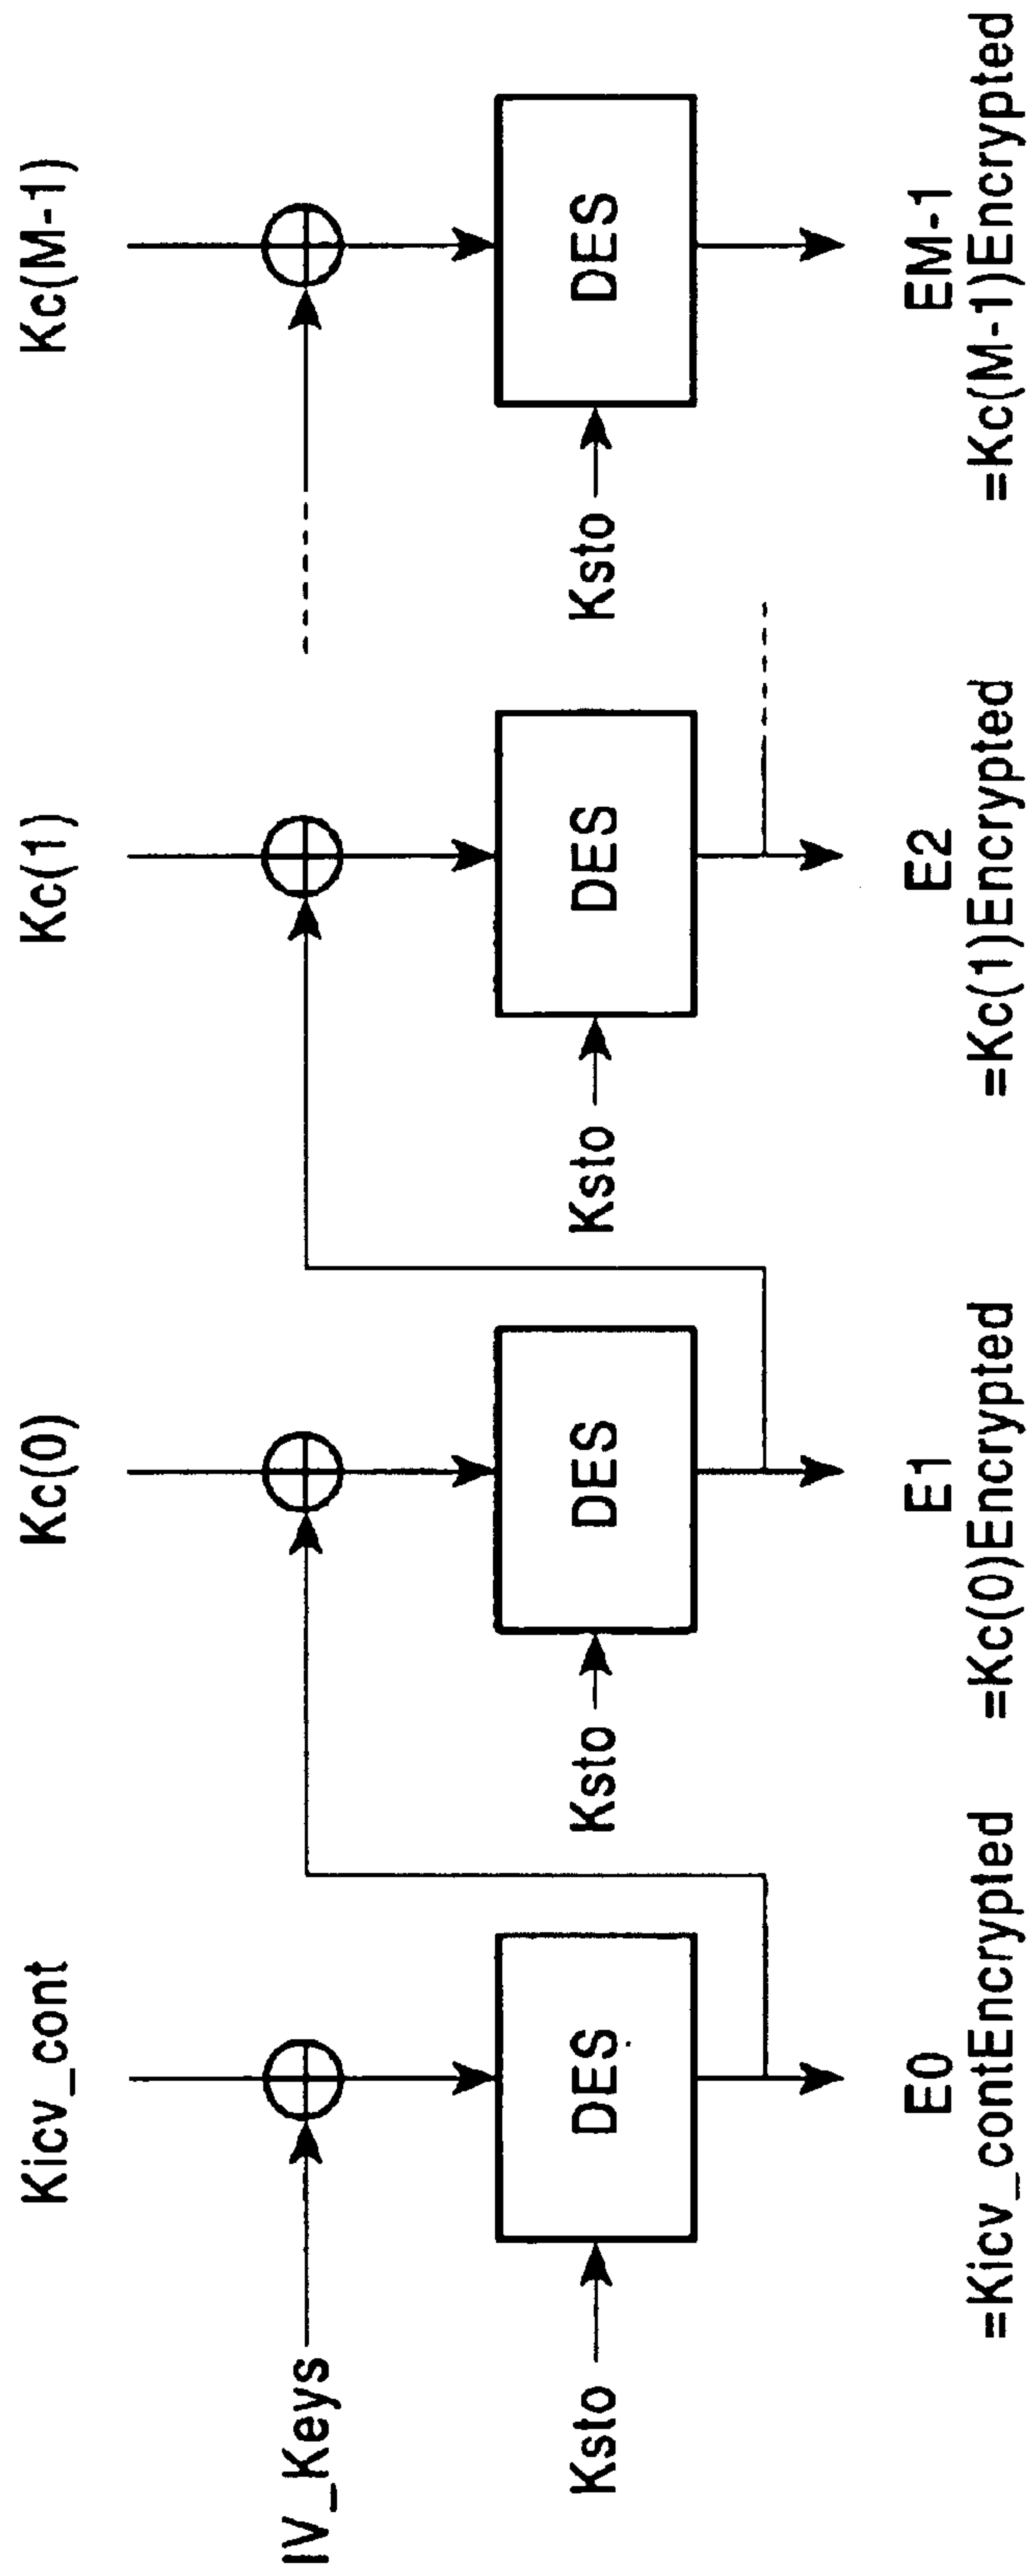 Kicv_cont
Kc(0)
Kc(1)
Kc(M-1)
IV_Keys
DES
DES
DES
DES
Ksto
Ksto
Ksto
Ksto
E0
=Kicv_contEncrypted
E1
=Kc(0)Encrypted
E2
=Kc(1)Encrypted
EM-1
=Kc(M-1)Encrypted